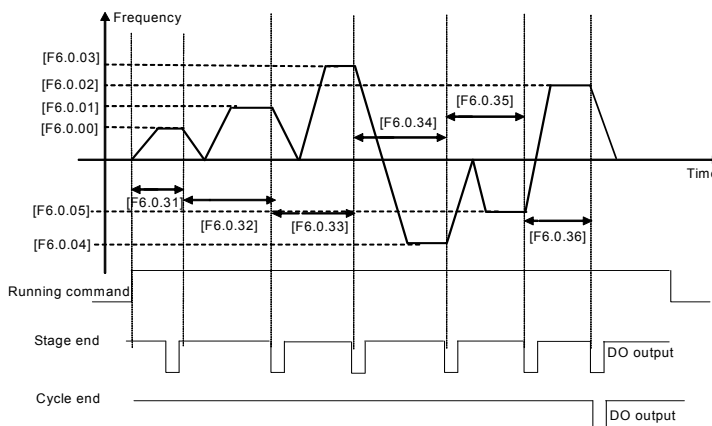 Frequency
[F6.0.03]
[F6.0.02]
[F6.0.01]
[F6.0.00]
[F6.0.35]
[F6.0.34]
Time
[F6.0.31]
[F6.0.05]
[F6.0.32]
[F6.0.33]
[F6.0.36]
[F6.0.04]
Running command
Stage end
DO output
Cycle end
DO output